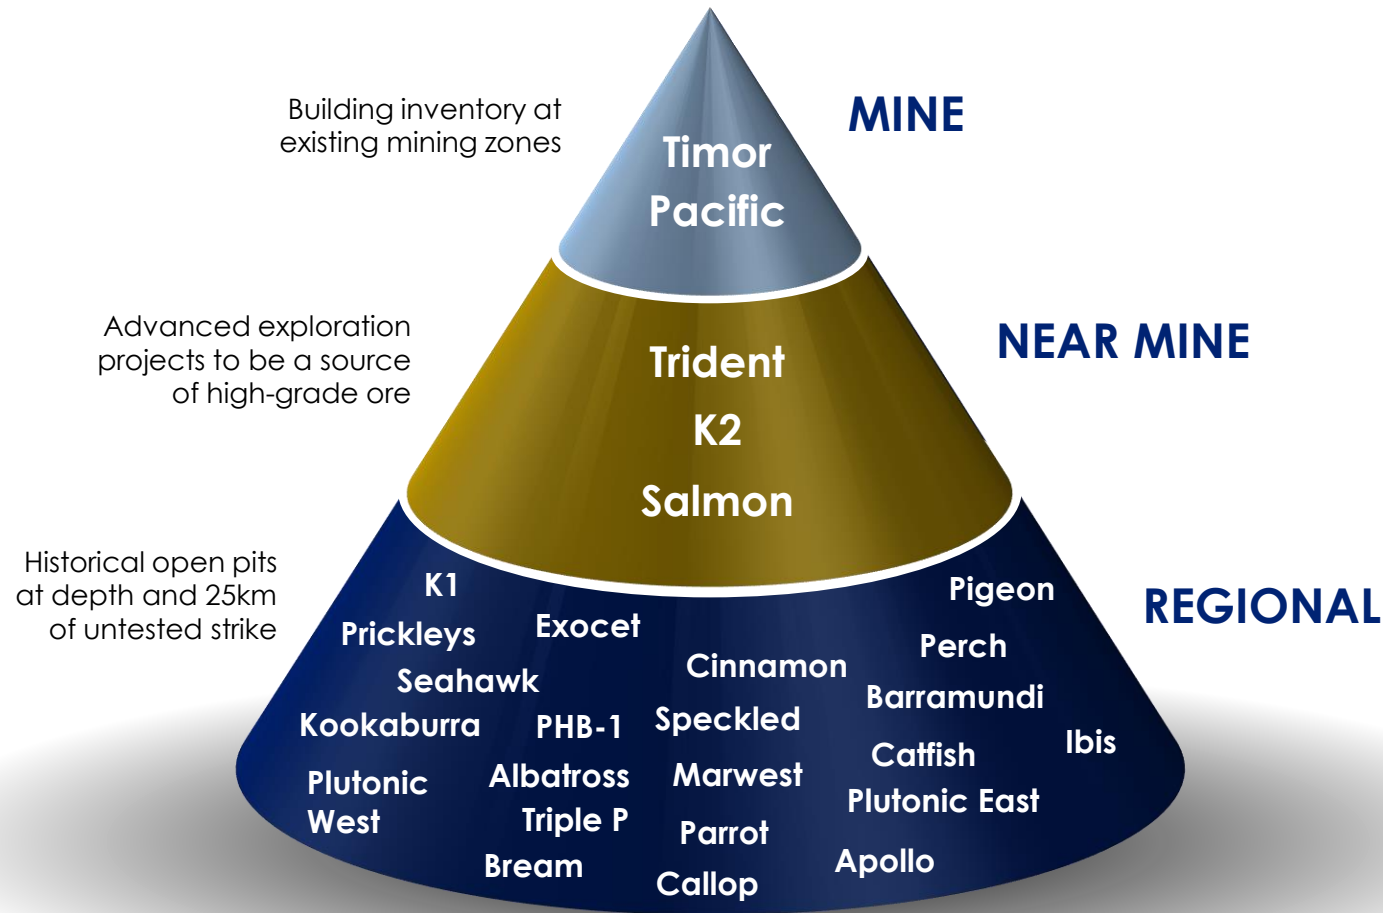 Building inventory at
existing mining zones
MINE
Timor
Pacific
Advanced exploration
projects to be a source
of high-grade ore
NEAR MINE
Trident
K2
Salmon
Historical open pits
at depth and 25km
of untested strike
REGIONAL
K1
Prickleys
Seahawk
Kookaburra
Plutonic
West
Exocet
PHB-1
Albatross
Triple P
Bream
Cinnamon
Speckled
Marwest
Parrot
Callop
Pigeon
Perch
Barramundi
Catfish
Ibis
Plutonic East
Apollo